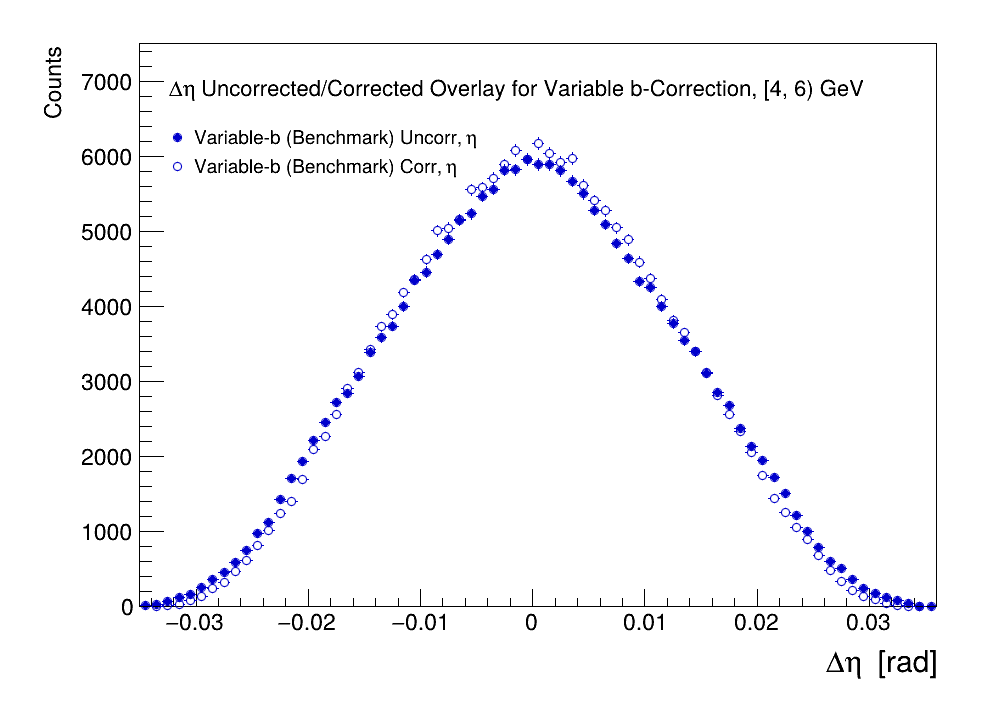 Counts
Δη Uncorrected/Corrected Overlay for Variable b-Correction, [4, 6) GeV
Variable-b (Benchmark) Uncorr, η
Variable-b (Benchmark) Corr, η
7000
6000
5000
4000
3000
2000
1000
0
−0.03 −0.02 −0.01 0 0.01 0.02 0.03
Δη [rad]